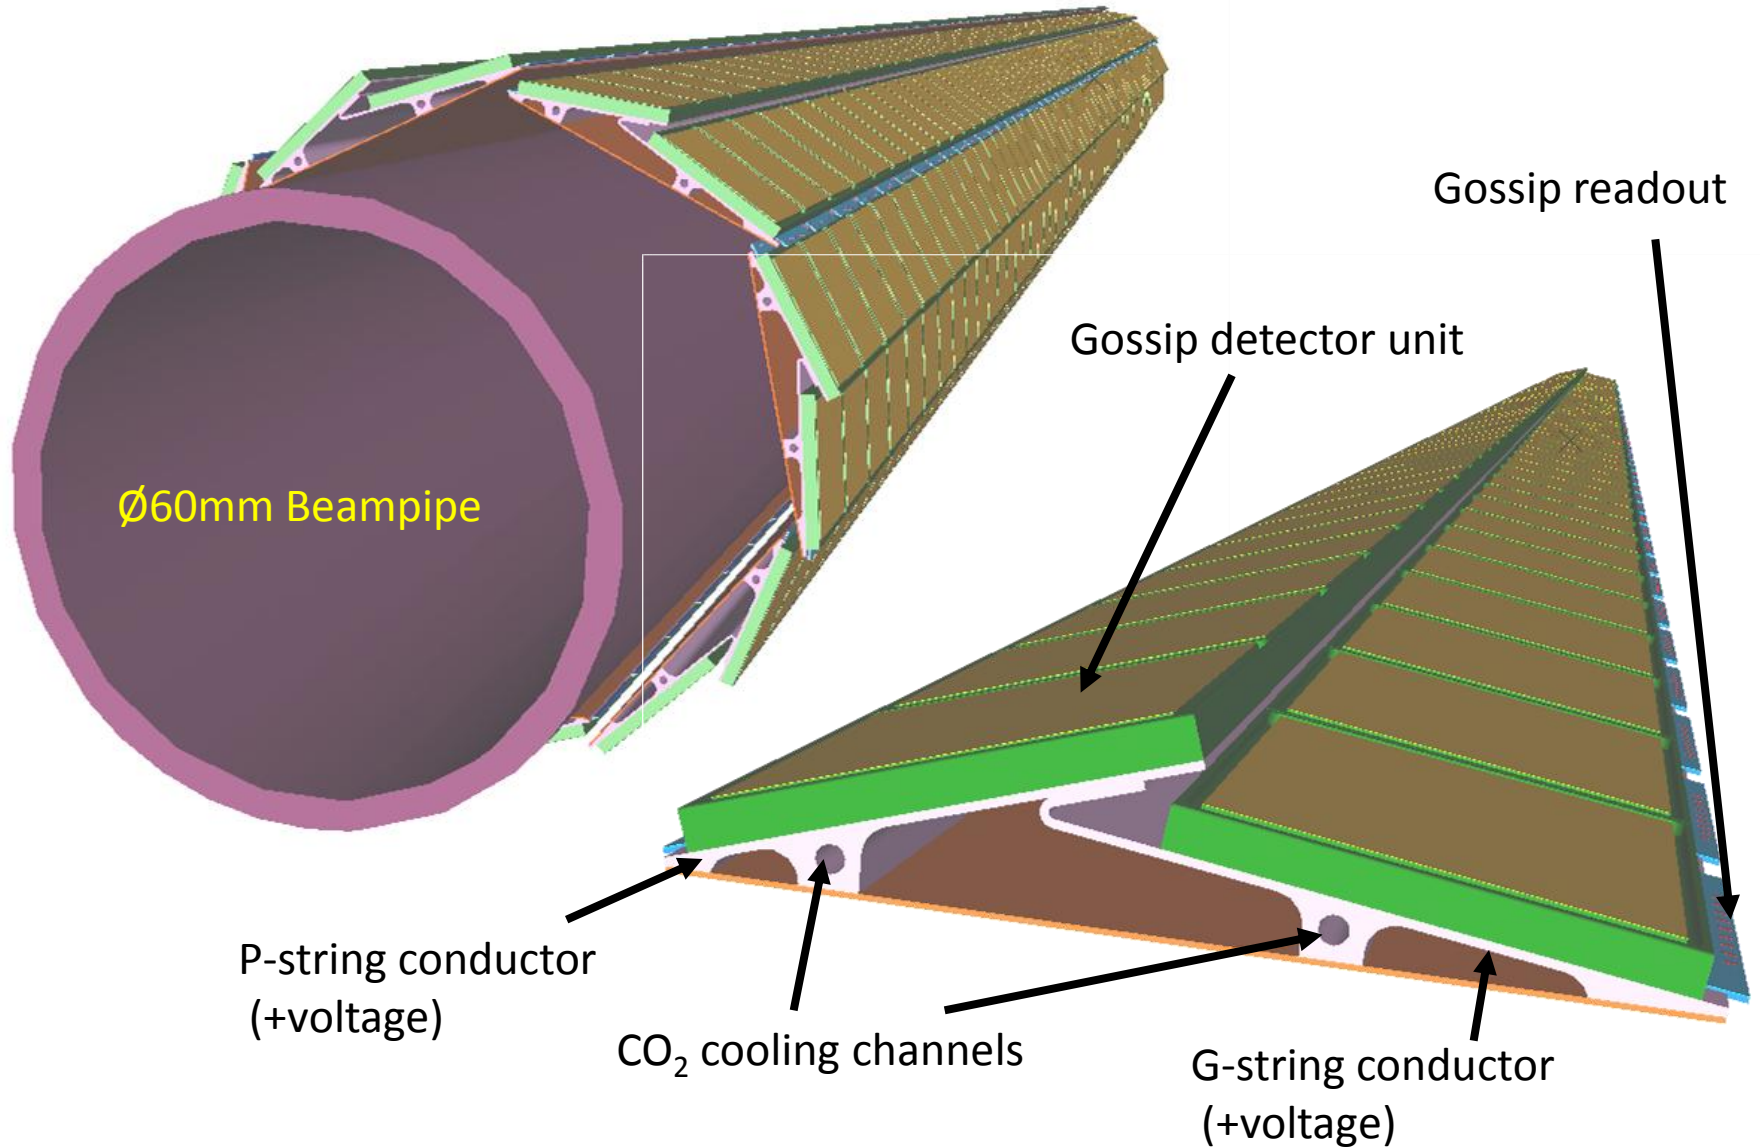 Gossip readout
Gossip detector unit
Ø60mm Beampipe
P-string conductor
(+voltage)
CO₂ cooling channels
G-string conductor
(+voltage)